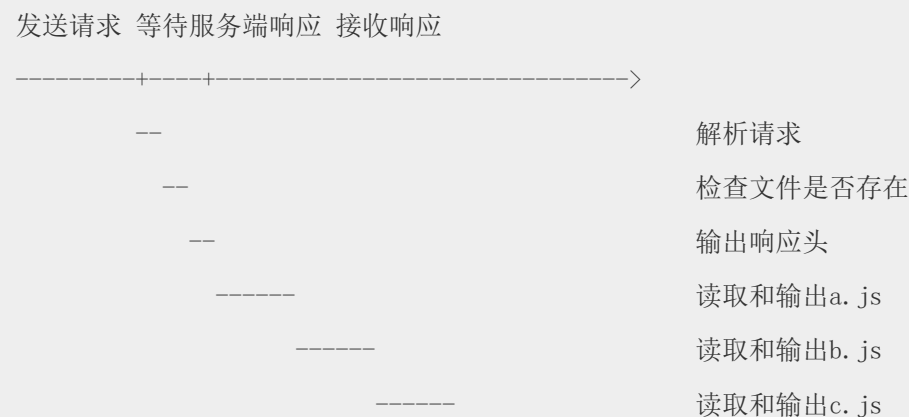 发送请求 等待服务端响应 接收响应
---------+----+------------------------------->
-- 解析请求
-- 检查文件是否存在
-- 输出响应头
------ 读取和输出a.js
------ 读取和输出b.js
------ 读取和输出c.js